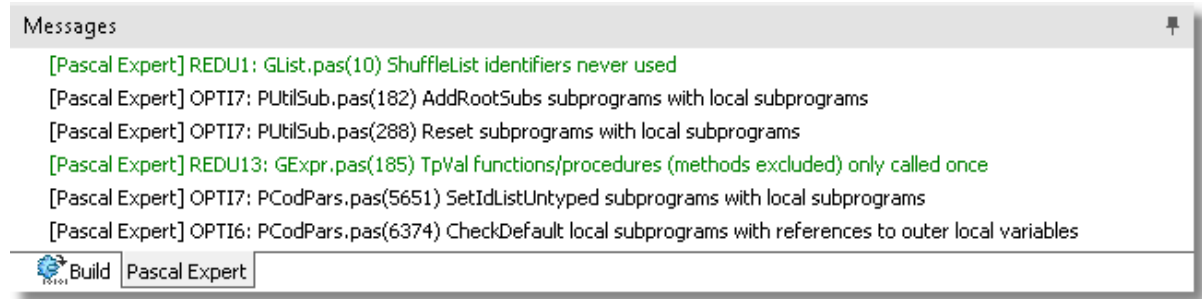 Messages
[Pascal Expert] REDU1: GList.pas(10) ShuffleList identifiers never used
[Pascal Expert] OPTI7: PUtilSub.pas(182) AddRootSubs subprograms with local subprograms
[Pascal Expert] OPTI7: PUtilSub.pas(288) Reset subprograms with local subprograms
[Pascal Expert] REDU13: GExpr.pas(185) TpVal functions/procedures (methods excluded) only called once
[Pascal Expert] OPTI7: PCodPars.pas(5651) SetIdListUntyped subprograms with local subprograms
[Pascal Expert] OPTI6: PCodPars.pas(6374) CheckDefault local subprograms with references to outer local variables
Build Pascal Expert